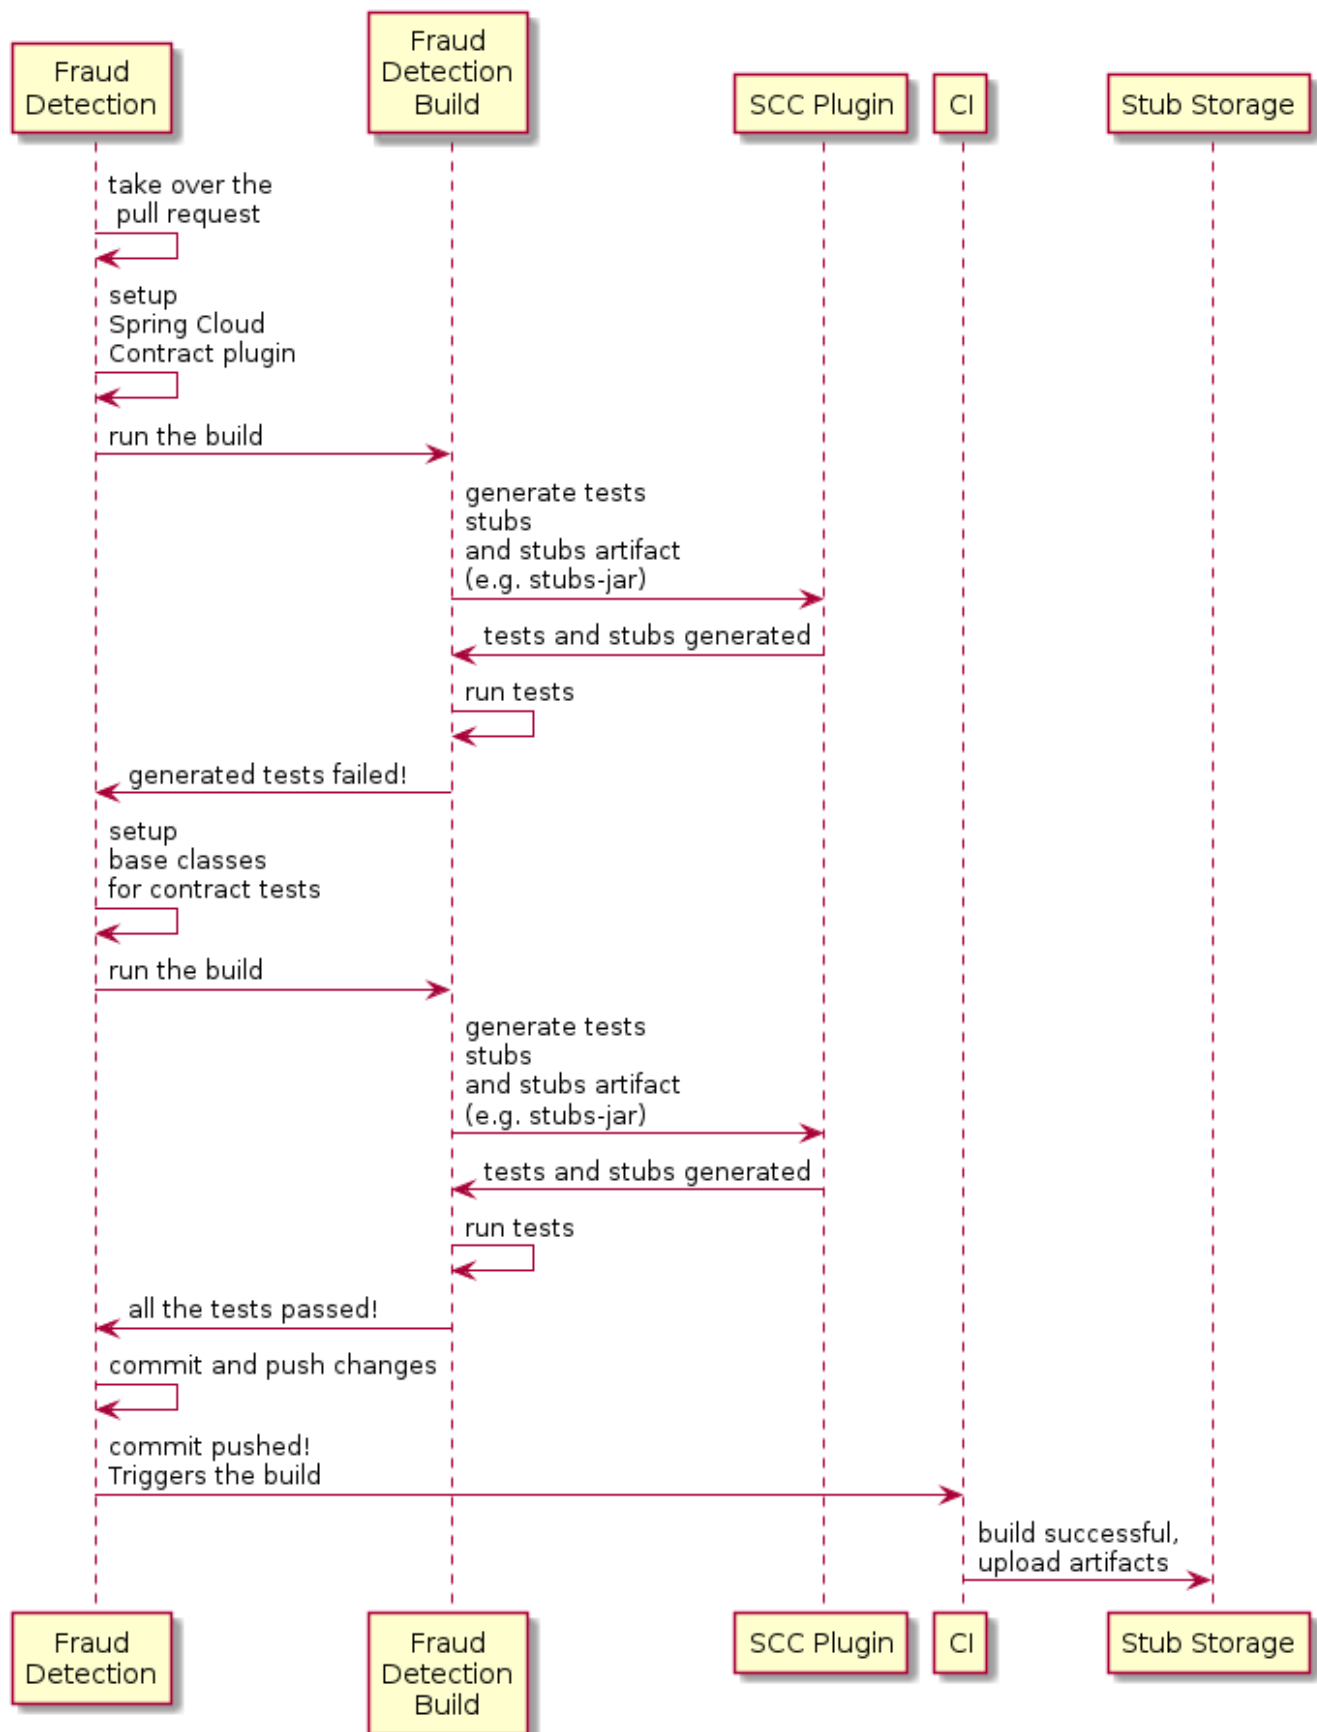 Fraud
Detection
Fraud
Detection
Build
SCC Plugin
CI
Stub Storage
take over the
pull request
setup
Spring Cloud
Contract plugin
run the build
generate tests
stubs
and stubs artifact
(e.g. stubs-jar)
tests and stubs generated
run tests
generated tests failed!
setup
base classes
for contract tests
run the build
generate tests
stubs
and stubs artifact
(e.g. stubs-jar)
tests and stubs generated
run tests
all the tests passed!
commit and push changes
commit pushed!
Triggers the build
build successful,
upload artifacts
Fraud
Detection
Fraud
Detection
Build
SCC Plugin
CI
Stub Storage